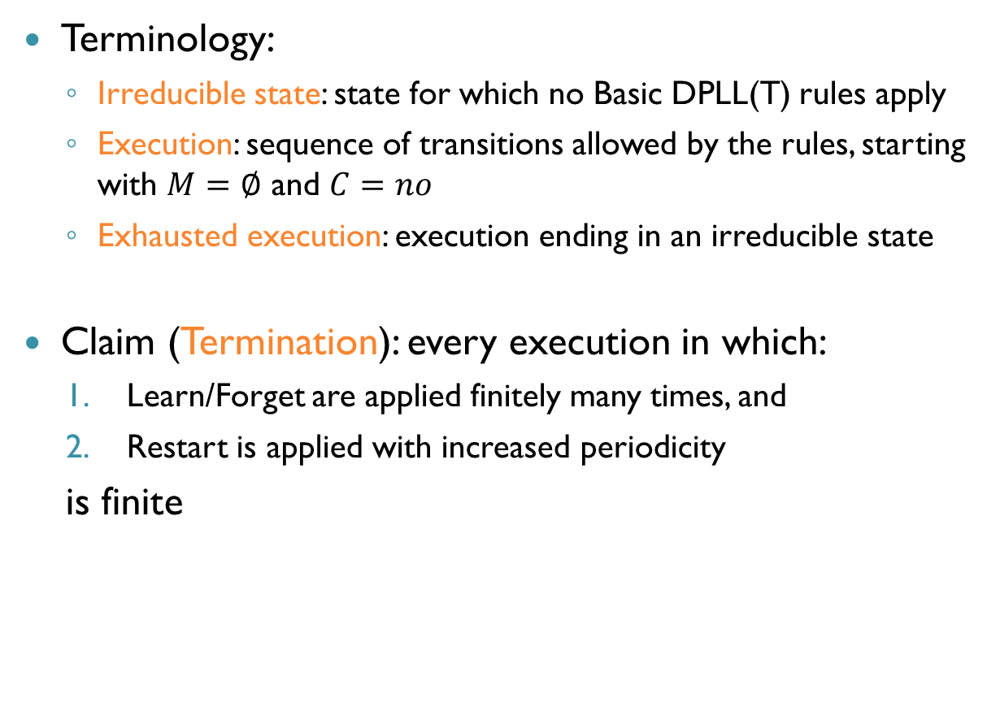 • Terminology:
◦ Irreducible state: state for which no Basic DPLL(T) rules apply
◦ Execution: sequence of transitions allowed by the rules, starting
with M = ∅ and C = no
◦ Exhausted execution: execution ending in an irreducible state
• Claim (Termination): every execution in which:
1. Learn/Forget are applied finitely many times, and
2. Restart is applied with increased periodicity
is finite